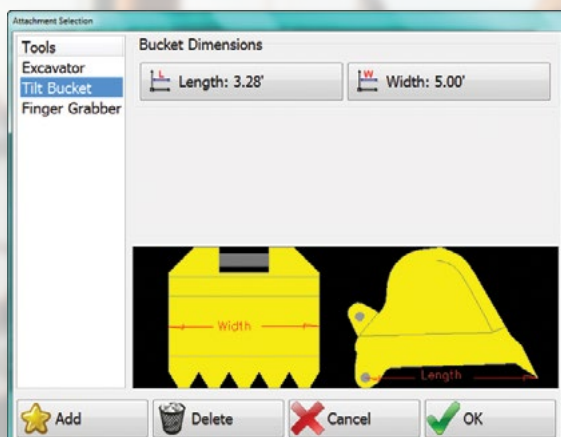 Attachment Selection
Tools
Excavator
Tilt Bucket
Finger Grabber
Bucket Dimensions
L Length: 3.28'
W Width: 5.00'
Width
Length
Add Delete Cancel OK